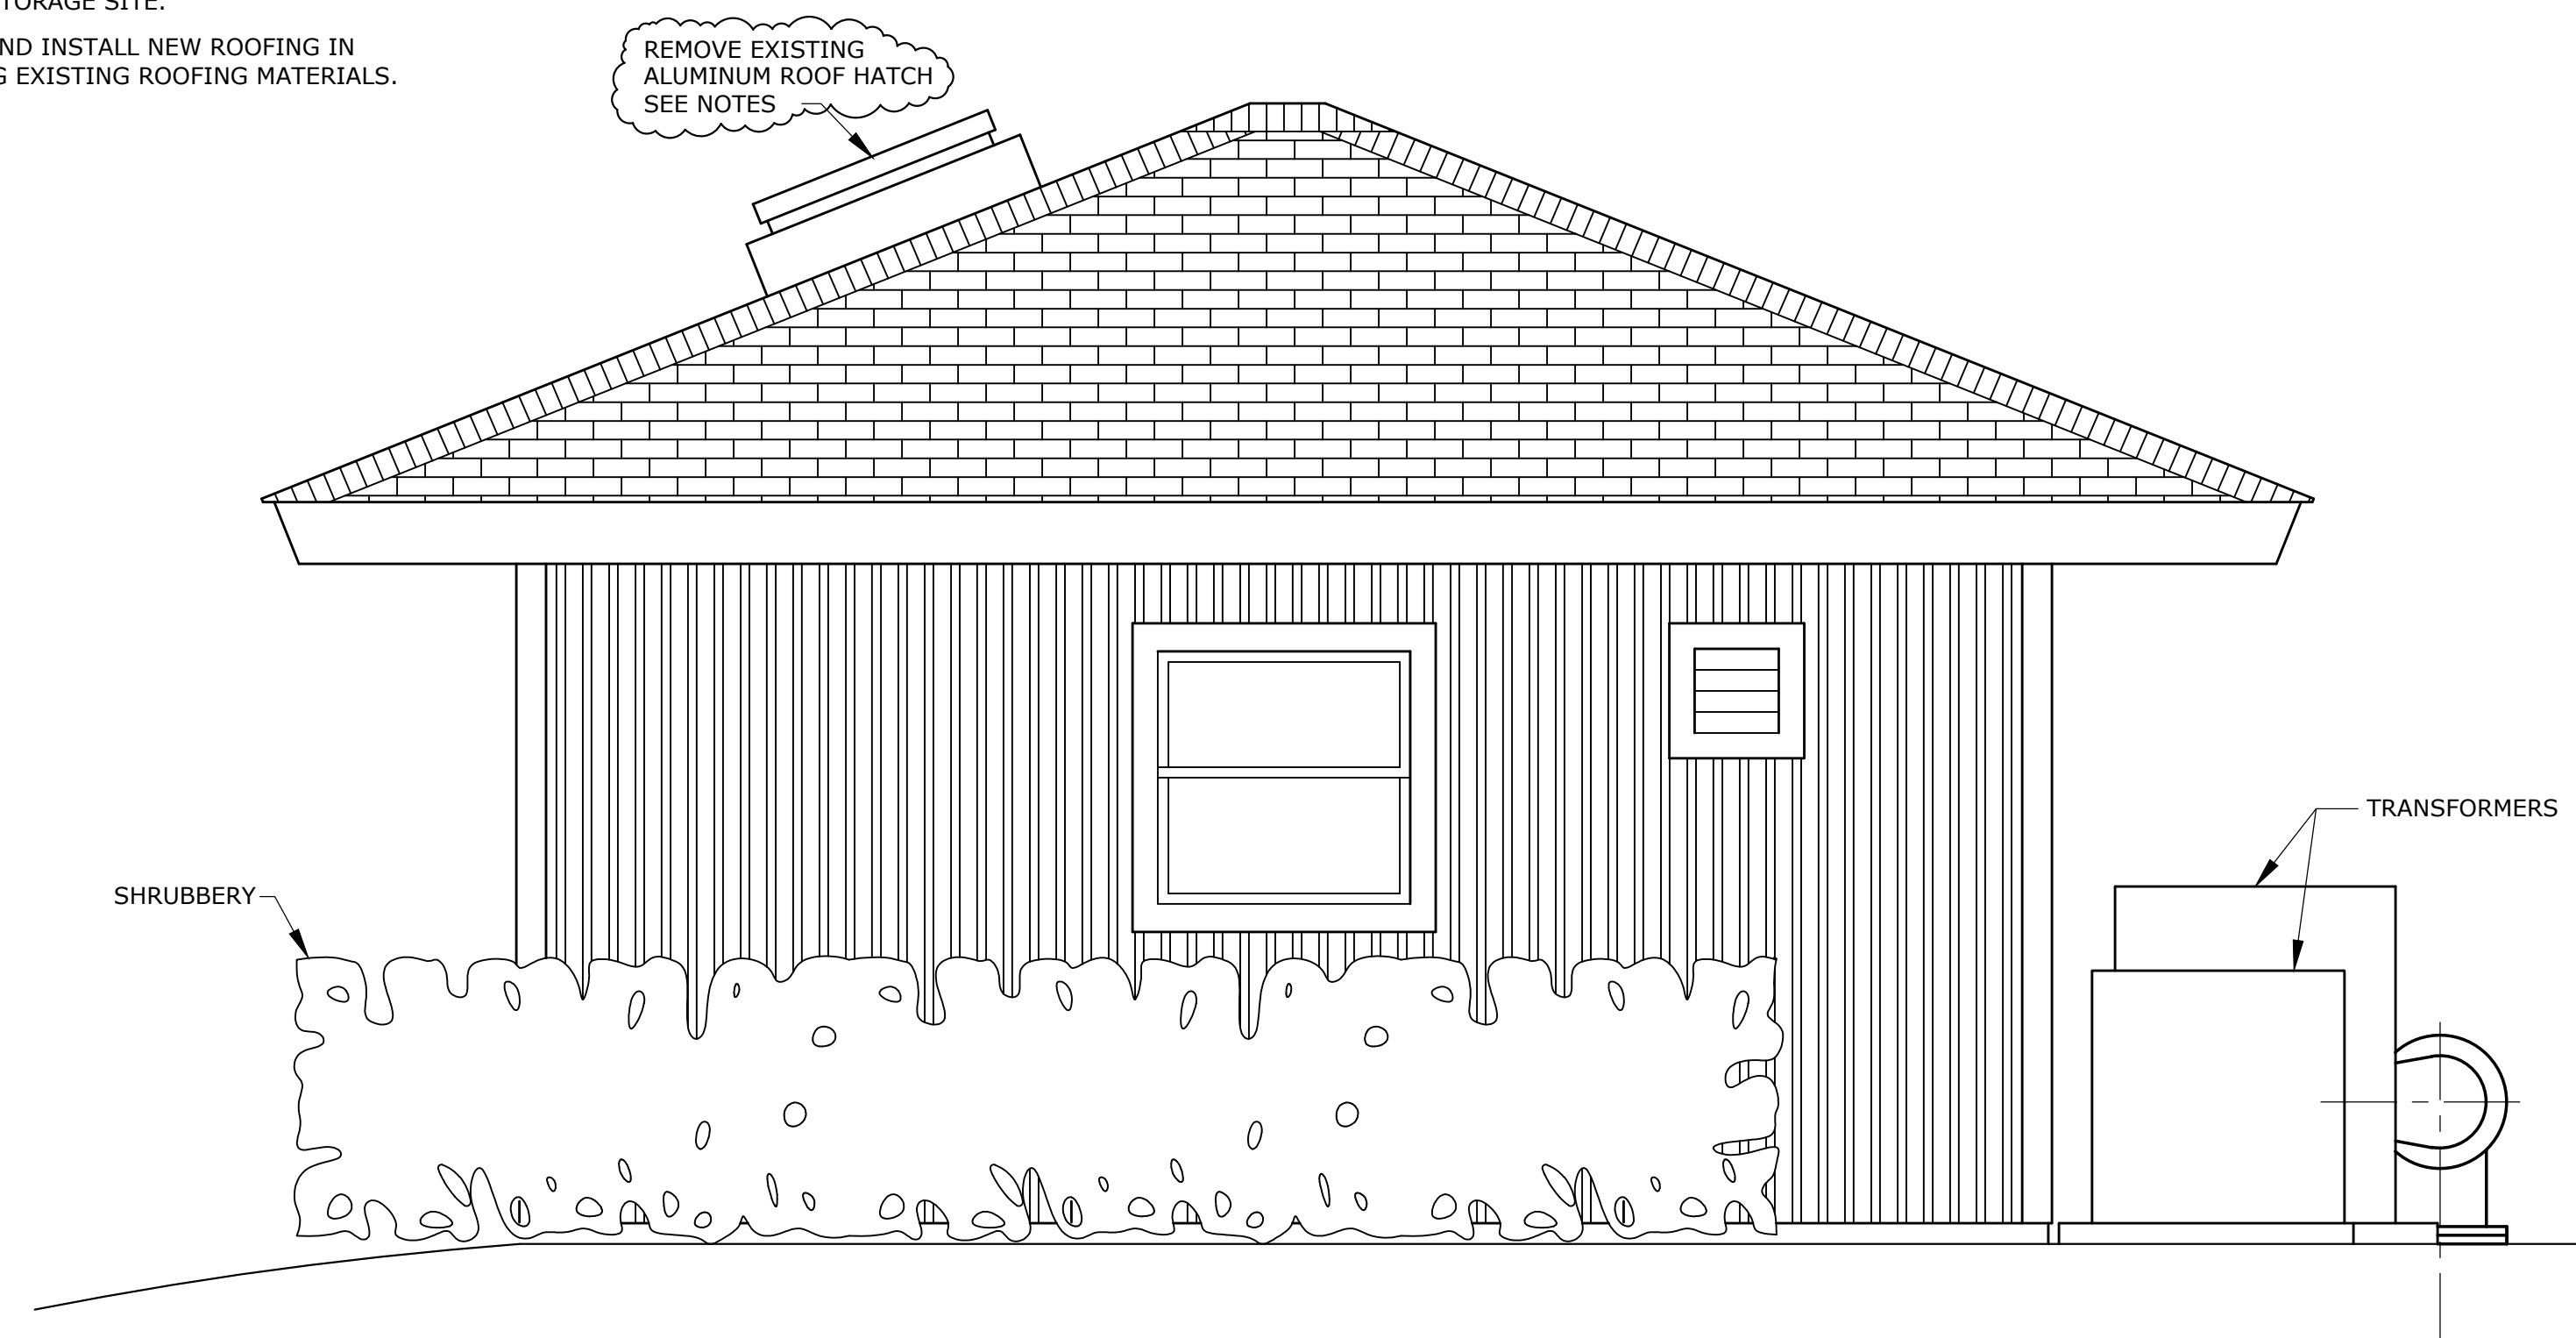 TORAGE SITE.
ND INSTALL NEW ROOFING IN
G EXISTING ROOFING MATERIALS.
REMOVE EXISTING
ALUMINUM ROOF HATCH
SEE NOTES
TRANSFORMERS
SHRUBBERY